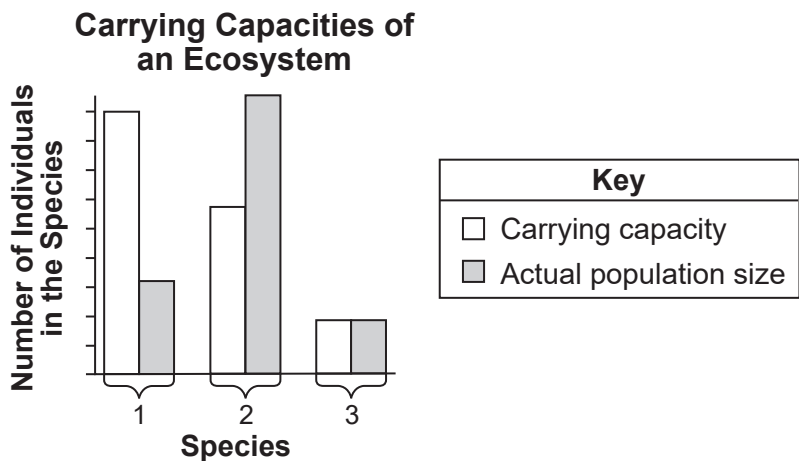 Carrying Capacities of
an Ecosystem
Number of Individuals
in the Species
1
2
3
Species
Key
Carrying capacity
Actual population size